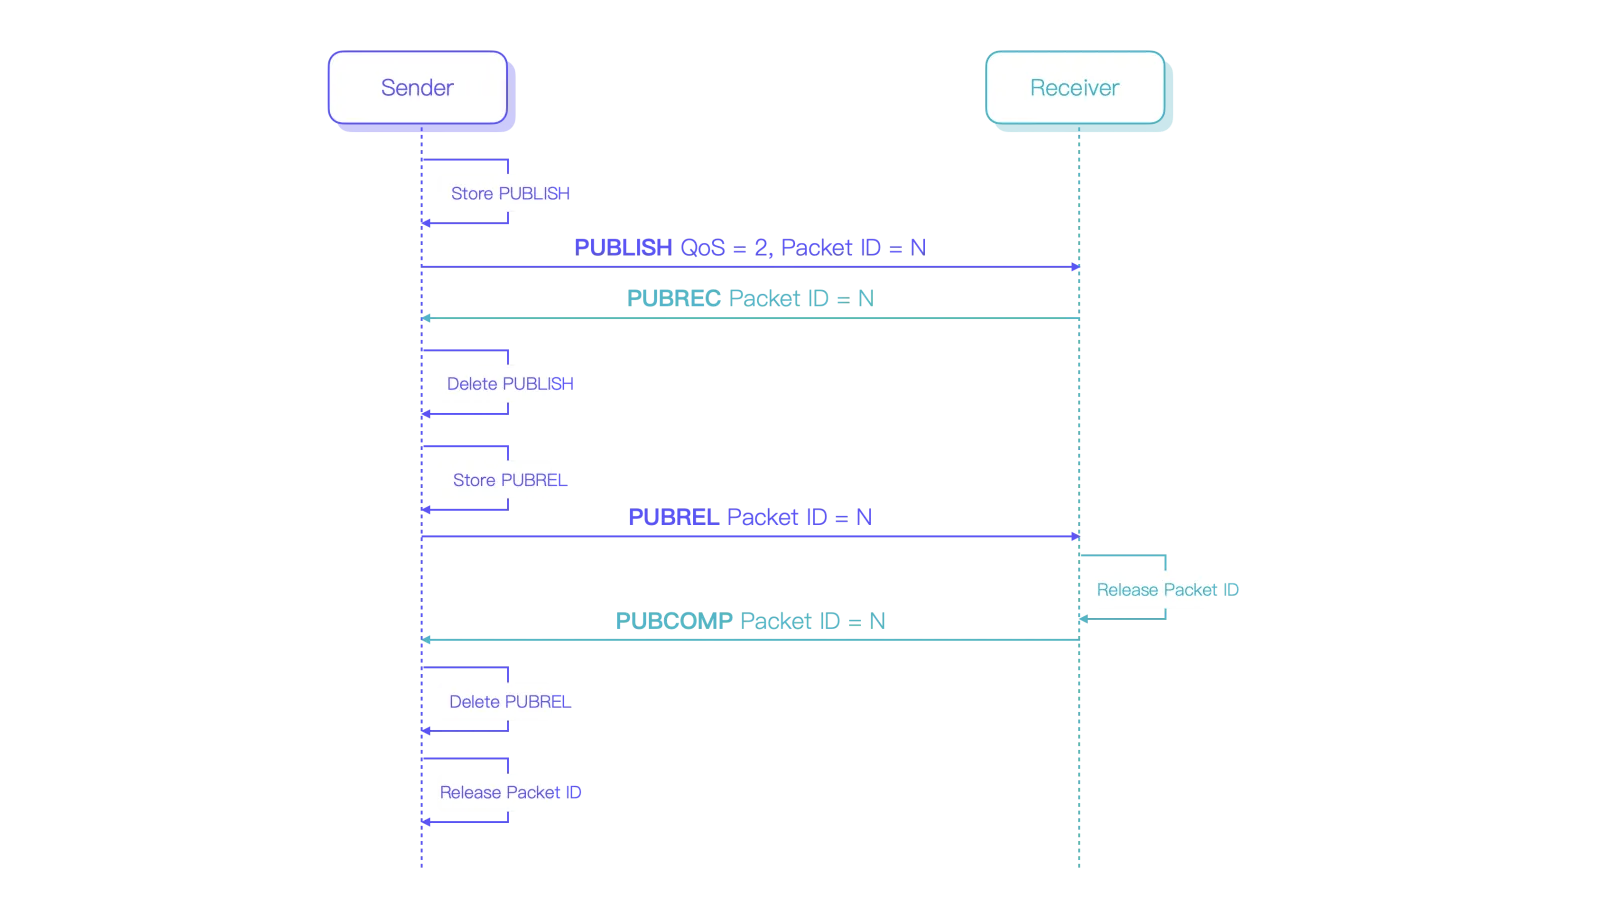 Sender
Receiver
Store PUBLISH
PUBLISH QoS = 2, Packet ID = N
PUBREC Packet ID = N
Delete PUBLISH
Store PUBREL
PUBREL Packet ID = N
Release Packet ID
PUBCOMP Packet ID = N
Delete PUBREL
Release Packet ID